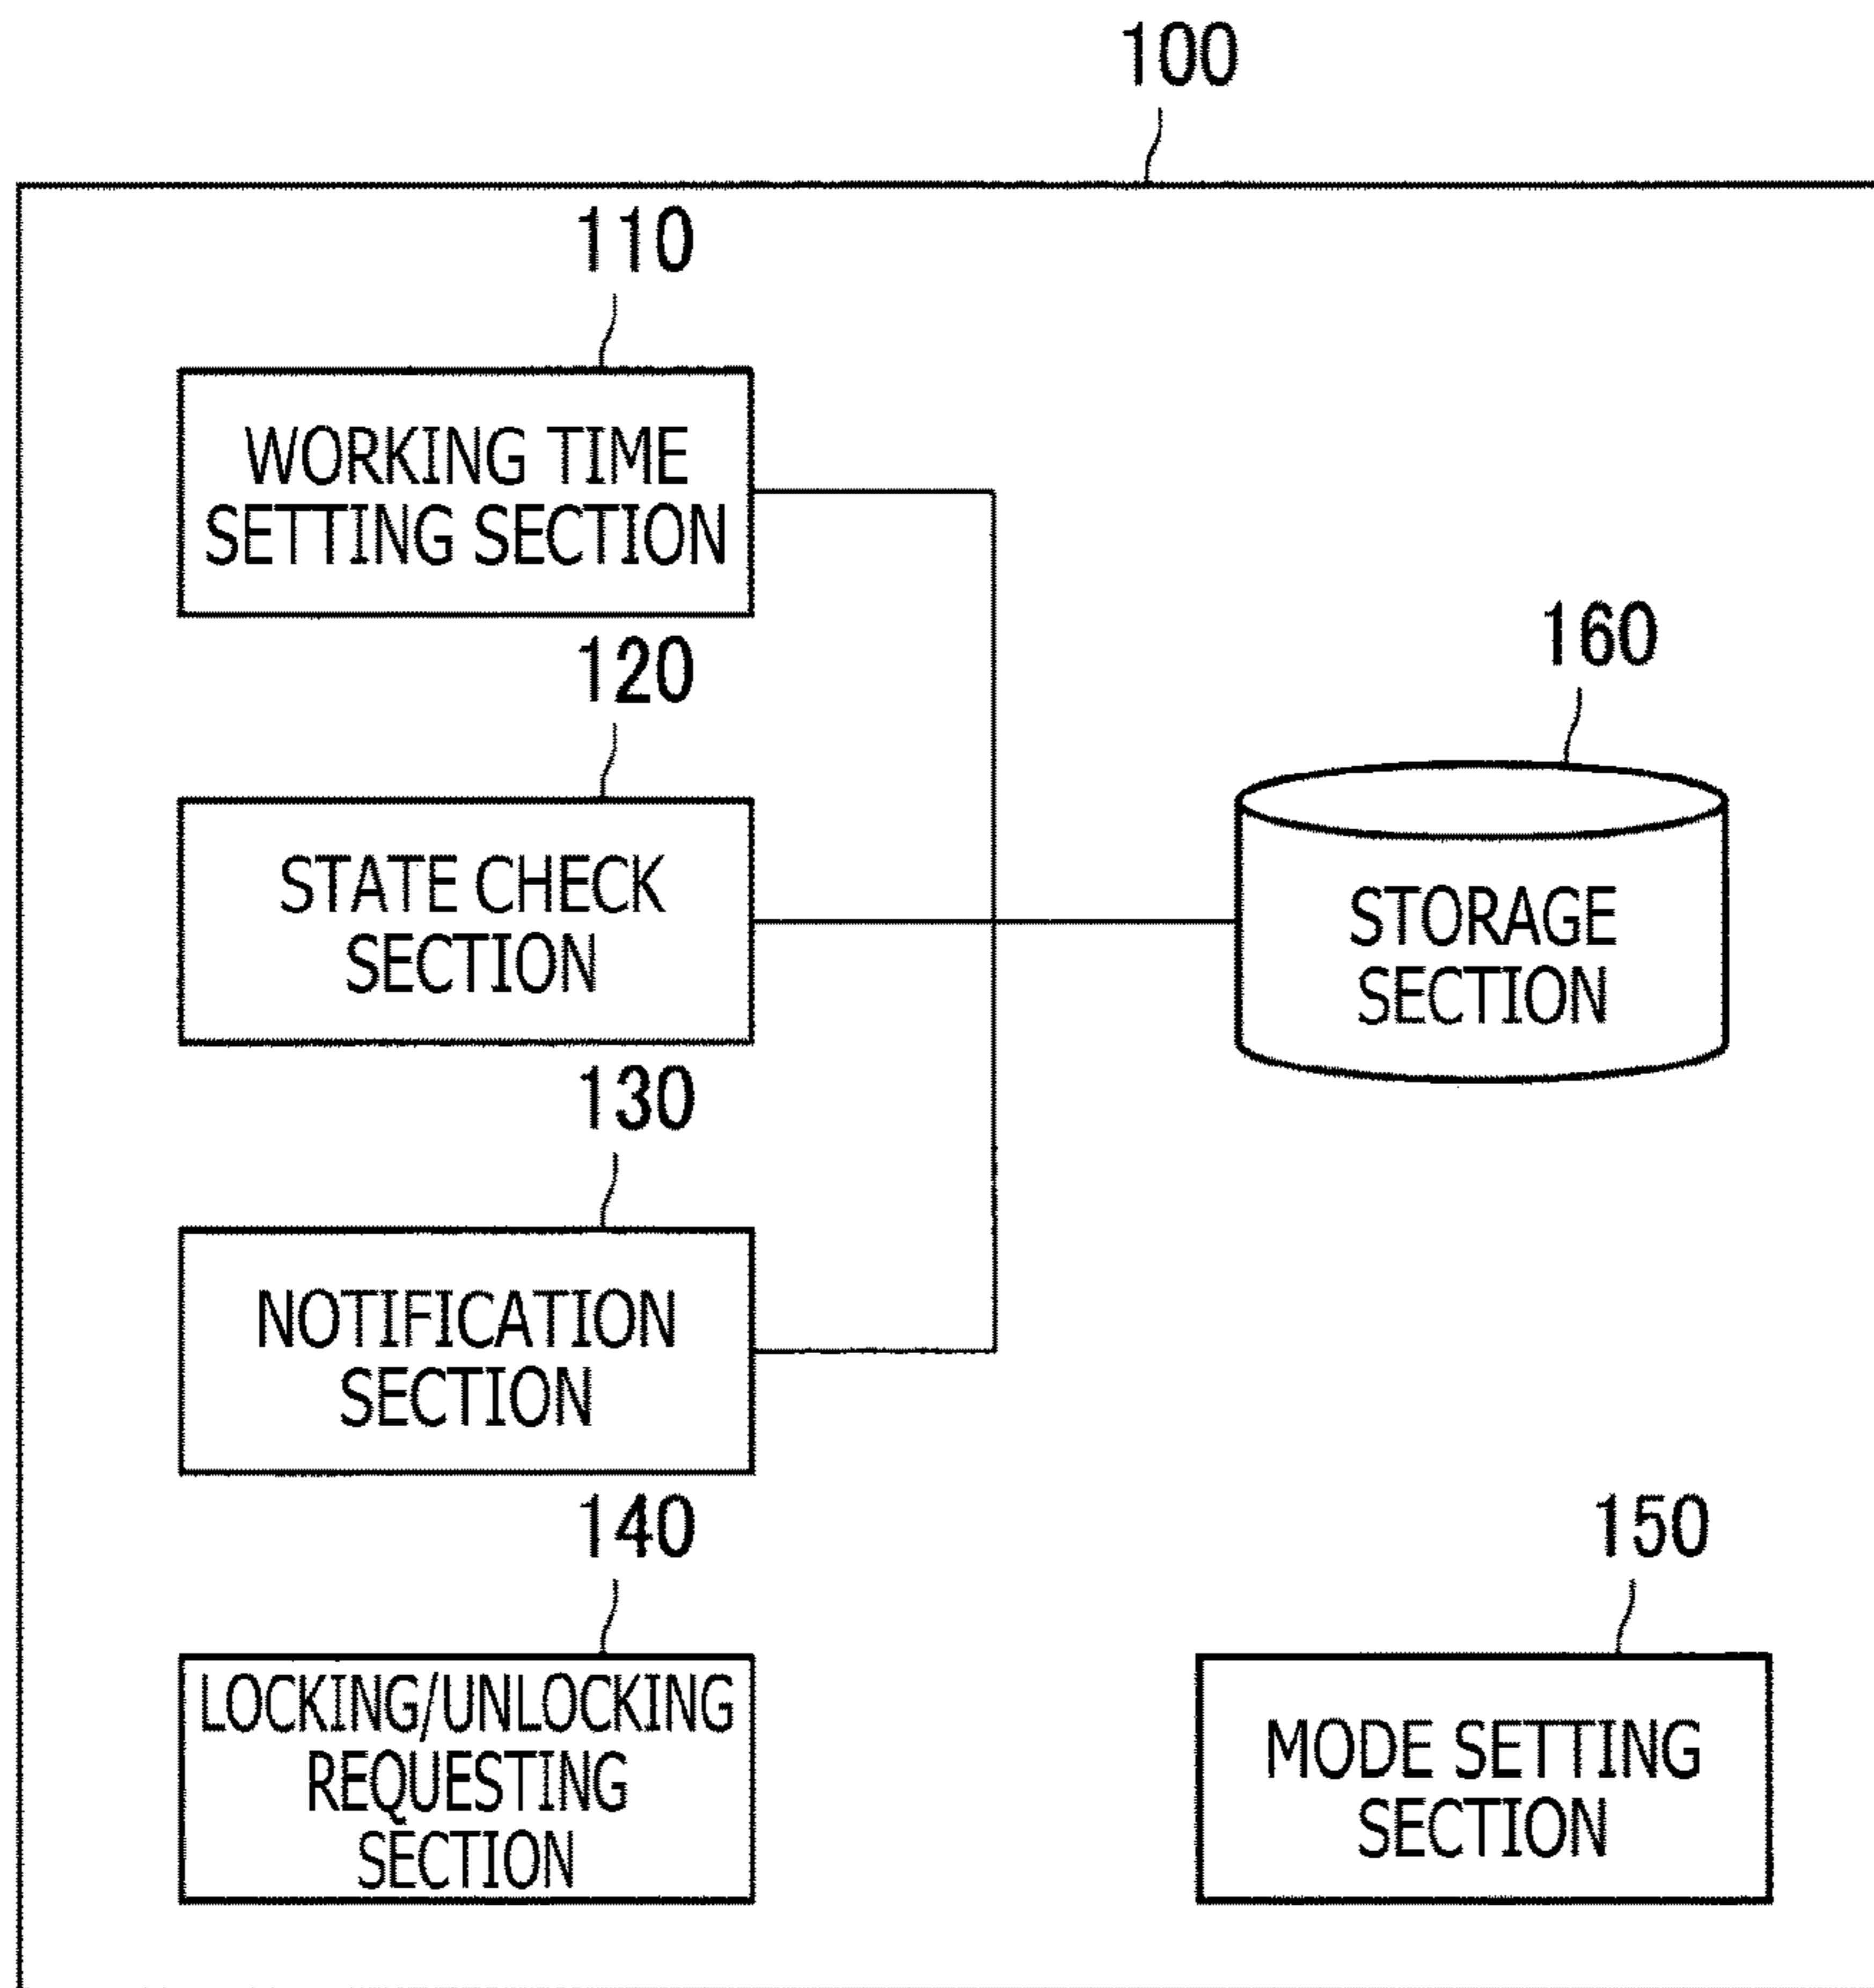 100
110
WORKING TIME
SETTING SECTION
120
STATE CHECK
SECTION
130
NOTIFICATION
SECTION
140
LOCKING/UNLOCKING
REQUESTING
SECTION
160
STORAGE
SECTION
150
MODE SETTING
SECTION